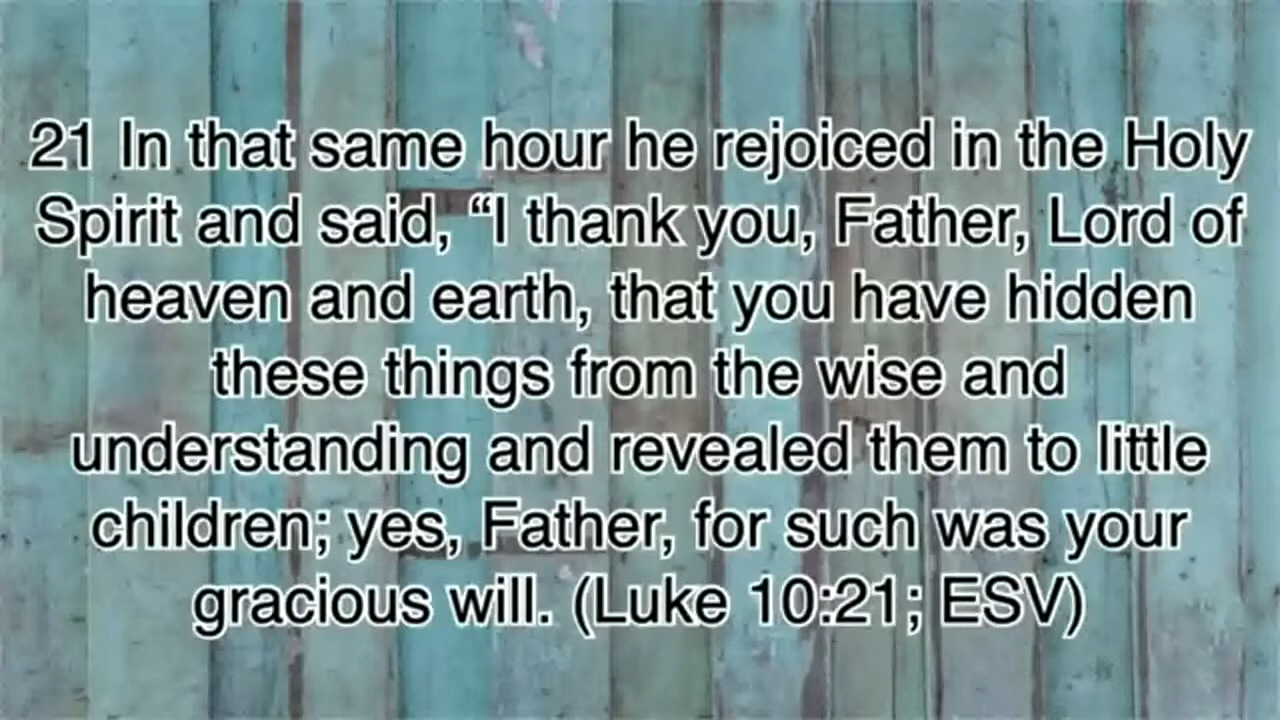 21 In that same hour he rejoiced in the Holy
Spirit and said, “I thank you, Father, Lord of
heaven and earth, that you have hidden
these things from the wise and
understanding and revealed them to little
children; yes, Father, for such was your
gracious will. (Luke 10:21; ESV)